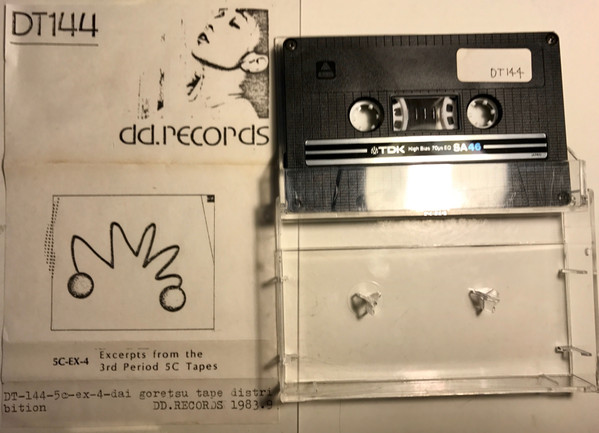 DT144
dd.records
5C-EX-4 Excerpts from the
3rd Period 5C Tapes
DT-144-5c-ex-4-dai goretsu tape distri
bition DD.RECORDS 1983.9
DT144
TDK High Bias 70μs EQ SA46